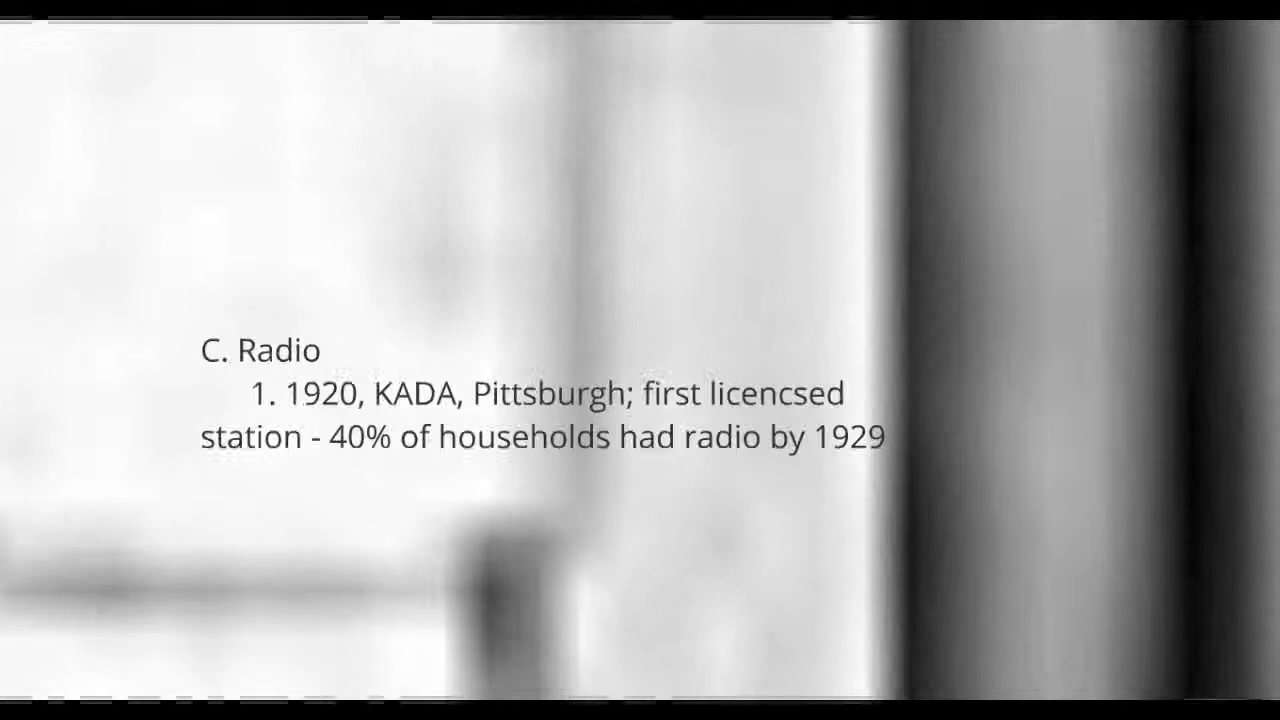 C. Radio
1. 1920, KADA, Pittsburgh; first licencsed
station - 40% of households had radio by 1929